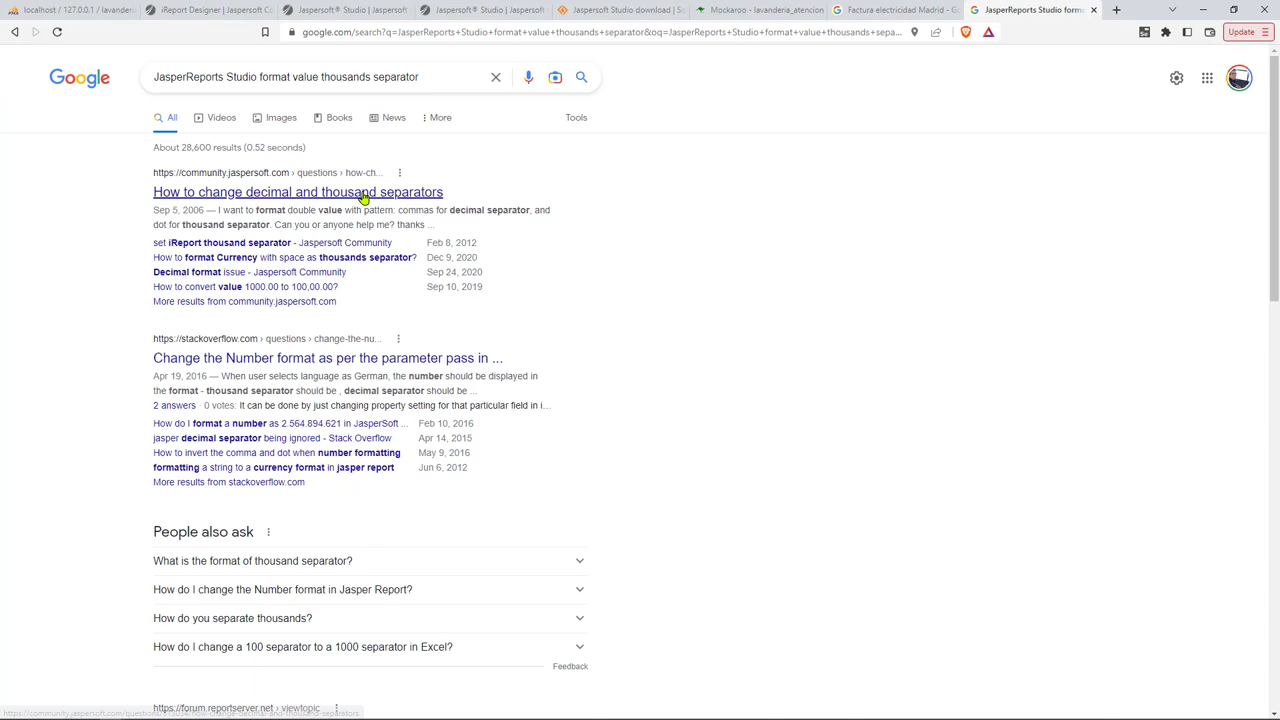 localhost / 127.0.0.1 / lavanderi
iReport Designer | Jaspersoft Co
Jaspersoft® Studio | Jaspersoft
Jaspersoft® Studio | Jaspersoft
Jaspersoft Studio download | So
Mockaroo - lavanderia_atencion
Factura electricidad Madrid - Go
JasperReports Studio form
google.com/search?q=JasperReports+Studio+format+value+thousands+separator&oq=JasperReports+Studio+format+value+thousands+sepa...
Update
Google
JasperReports Studio format value thousands separator
All
Videos
Images
Books
News
More
Tools
About 28,600 results (0.52 seconds)
https://community.jaspersoft.com › questions › how-ch...
How to change decimal and thousand separators
Sep 5, 2006 — I want to format double value with pattern: commas for decimal separator, and
dot for thousand separator. Can you or anyone help me? thanks ...
set iReport thousand separator - Jaspersoft Community Feb 8, 2012
How to format Currency with space as thousands separator? Dec 9, 2020
Decimal format issue - Jaspersoft Community Sep 24, 2020
How to convert value 1000.00 to 100,00.00? Sep 10, 2019
More results from community.jaspersoft.com
https://stackoverflow.com › questions › change-the-nu...
Change the Number format as per the parameter pass in ...
Apr 19, 2016 — When user selects language as German, the number should be displayed in
the format - thousand separator should be , decimal separator should be ...
2 answers · 0 votes: It can be done by just changing property setting for that particular field in i...
How do I format a number as 2.564.894.621 in JasperSoft ... Feb 10, 2016
jasper decimal separator being ignored - Stack Overflow Apr 14, 2015
How to invert the comma and dot when number formatting May 9, 2016
formatting a string to a currency format in jasper report Jun 6, 2012
More results from stackoverflow.com
People also ask
What is the format of thousand separator?
How do I change the Number format in Jasper Report?
How do you separate thousands?
How do I change a 100 separator to a 1000 separator in Excel?
Feedback
https://forum.reportserver.net › viewtopic